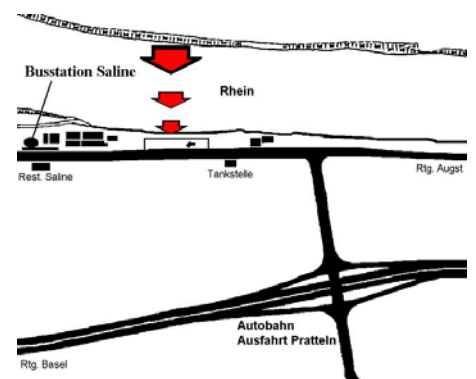 Busstation Saline
Rhein
Rest. Saline
Tankstelle
Rtg. Augst
Autobahn
Ausfahrt Pratteln
Rtg. Basel